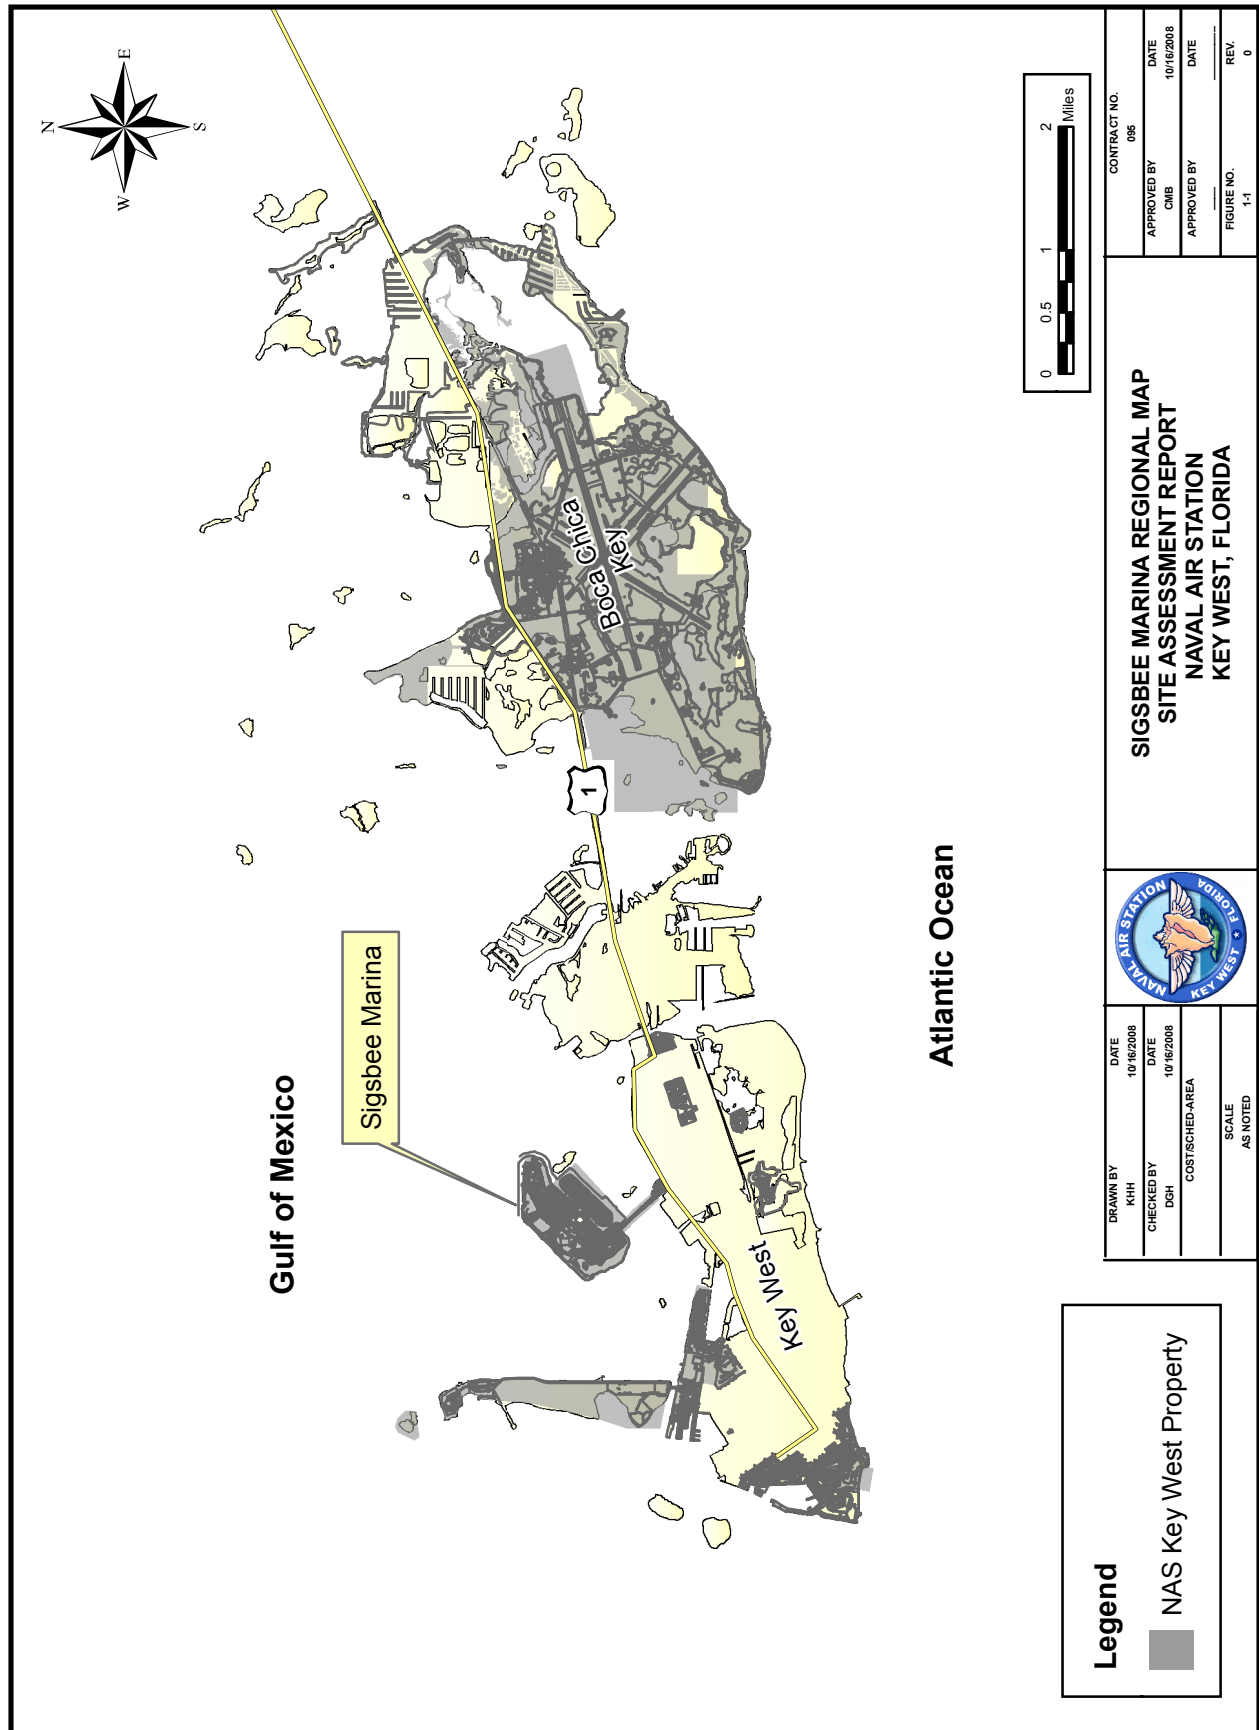 N
W
E
S
Gulf of Mexico
Sigsbee Marina
1
Boca Chica
Key
Key West
Atlantic Ocean
0
0.5
1
2
Miles
Legend
NAS Key West Property
DRAWN BY
KHH
DATE
10/16/2008
CHECKED BY
DGH
DATE
10/16/2008
COST/SCHED-AREA
SCALE
AS NOTED
NAVAL AIR STATION
KEY WEST ★ FLORIDA
SIGSBEE MARINA REGIONAL MAP
SITE ASSESSMENT REPORT
NAVAL AIR STATION
KEY WEST, FLORIDA
CONTRACT NO.
095
APPROVED BY
CMB
DATE
10/16/2008
APPROVED BY
DATE
FIGURE NO.
1-1
REV.
0